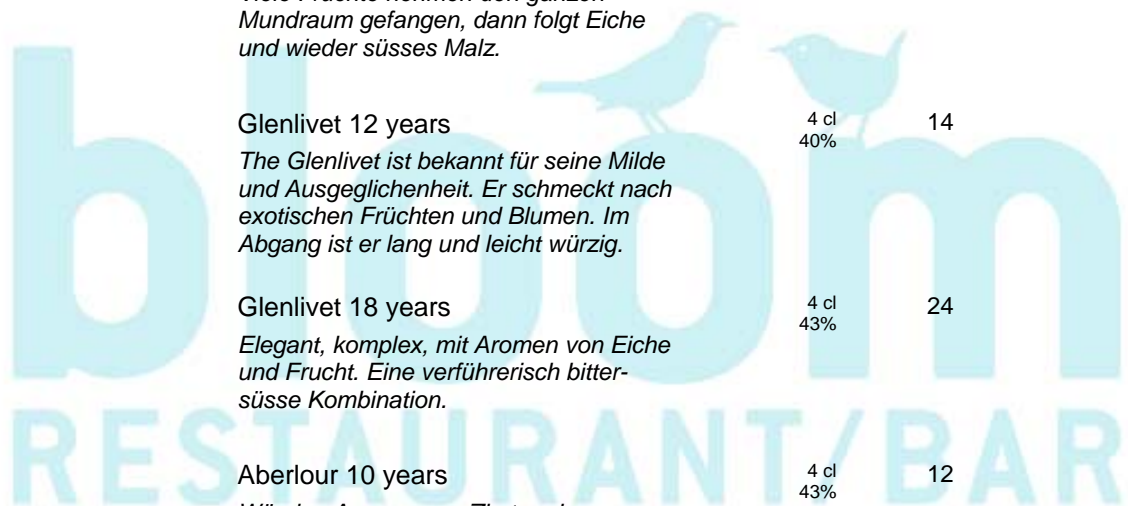 Mundraum gefangen, dann folgt Eiche
und wieder süsses Malz.
Glenlivet 12 years 4 cl 14
40%
The Glenlivet ist bekannt für seine Milde
und Ausgeglichenheit. Er schmeckt nach
exotischen Früchten und Blumen. Im
Abgang ist er lang und leicht würzig.
Glenlivet 18 years 4 cl 24
43%
Elegant, komplex, mit Aromen von Eiche
und Frucht. Eine verführerisch bitter-
süsse Kombination.
Aberlour 10 years 4 cl 12
43%
bloom
RESTAURANT/BAR